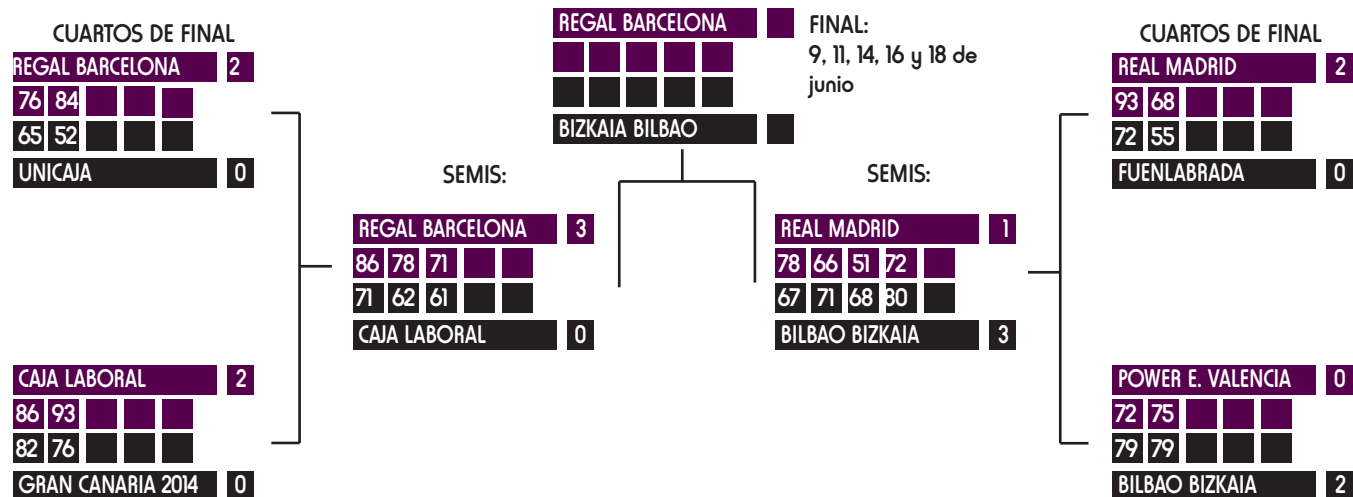 CUARTOS DE FINAL
REGAL BARCELONA 2
76 84
65 52
UNICAJA 0
CAJA LABORAL 2
86 93
82 76
GRAN CANARIA 2014 0
SEMIS:
REGAL BARCELONA 3
86 78 71
71 62 61
CAJA LABORAL 0
REGAL BARCELONA
BIZKAIA BILBAO
FINAL:
9, 11, 14, 16 y 18 de
junio
SEMIS:
REAL MADRID 1
78 66 51 72
67 71 68 80
BILBAO BIZKAIA 3
CUARTOS DE FINAL
REAL MADRID 2
93 68
72 55
FUENLABRADA 0
POWER E. VALENCIA 0
72 75
79 79
BILBAO BIZKAIA 2